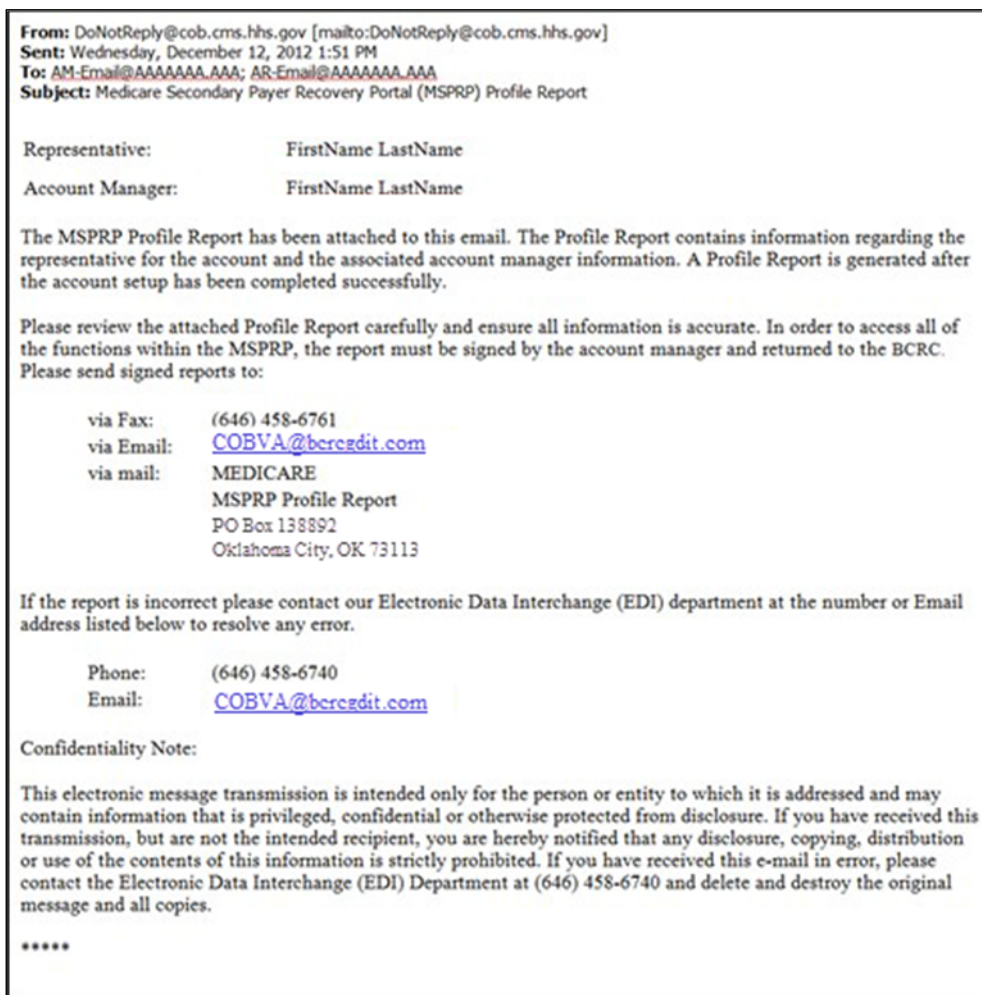 From: DoNotReply@cob.cms.hhs.gov [mailto:DoNotReply@cob.cms.hhs.gov]
Sent: Wednesday, December 12, 2012 1:51 PM
To: AM-Email@AAAAAAA.AAA; AR-Email@AAAAAAA.AAA
Subject: Medicare Secondary Payer Recovery Portal (MSPRP) Profile Report
Representative: FirstName LastName
Account Manager: FirstName LastName
The MSPRP Profile Report has been attached to this email. The Profile Report contains information regarding the
representative for the account and the associated account manager information. A Profile Report is generated after
the account setup has been completed successfully.
Please review the attached Profile Report carefully and ensure all information is accurate. In order to access all of
the functions within the MSPRP, the report must be signed by the account manager and returned to the BCRC.
Please send signed reports to:
via Fax: (646) 458-6761
via Email: COBVA@bcrcgdit.com
via mail: MEDICARE
MSPRP Profile Report
PO Box 138892
Oklahoma City, OK 73113
If the report is incorrect please contact our Electronic Data Interchange (EDI) department at the number or Email
address listed below to resolve any error.
Phone: (646) 458-6740
Email: COBVA@bcrcgdit.com
Confidentiality Note:
This electronic message transmission is intended only for the person or entity to which it is addressed and may
contain information that is privileged, confidential or otherwise protected from disclosure. If you have received this
transmission, but are not the intended recipient, you are hereby notified that any disclosure, copying, distribution
or use of the contents of this information is strictly prohibited. If you have received this e-mail in error, please
contact the Electronic Data Interchange (EDI) Department at (646) 458-6740 and delete and destroy the original
message and all copies.
*****